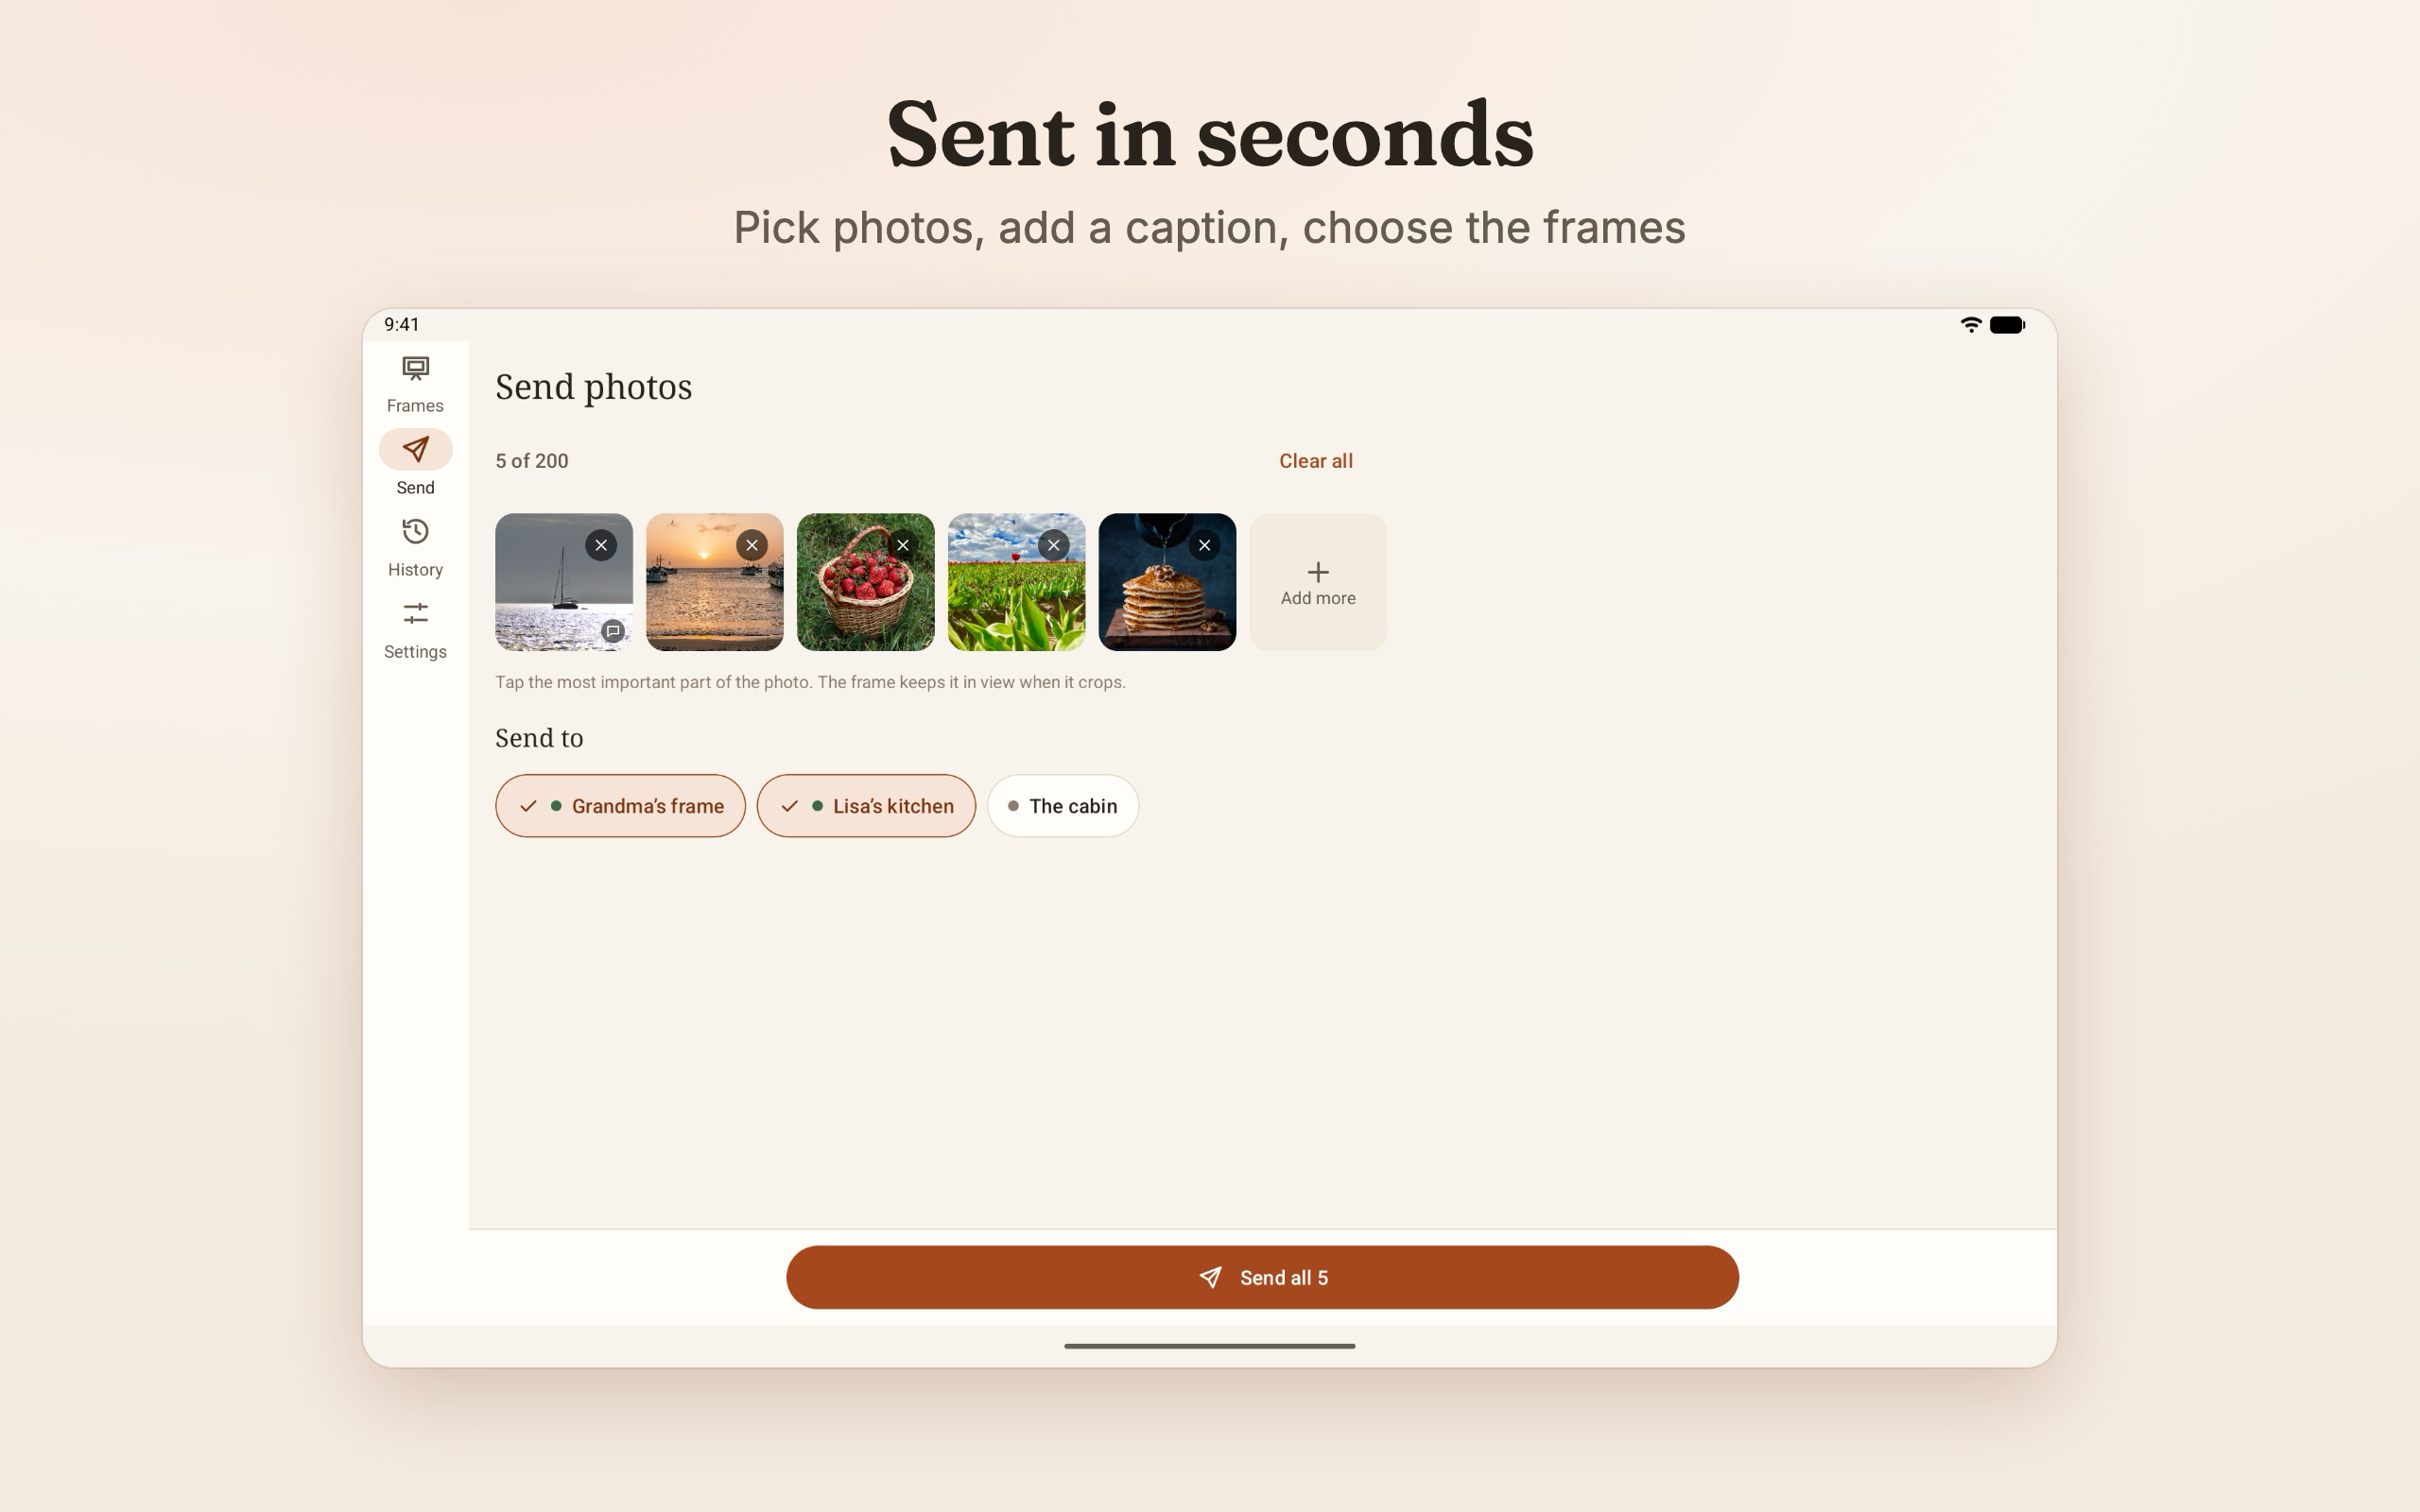 Sent in seconds
Pick photos, add a caption, choose the frames
9:41
Frames
Send
History
Settings
Send photos
5 of 200
Clear all
Add more
Tap the most important part of the photo. The frame keeps it in view when it crops.
Send to
Grandma’s frame
Lisa’s kitchen
The cabin
Send all 5